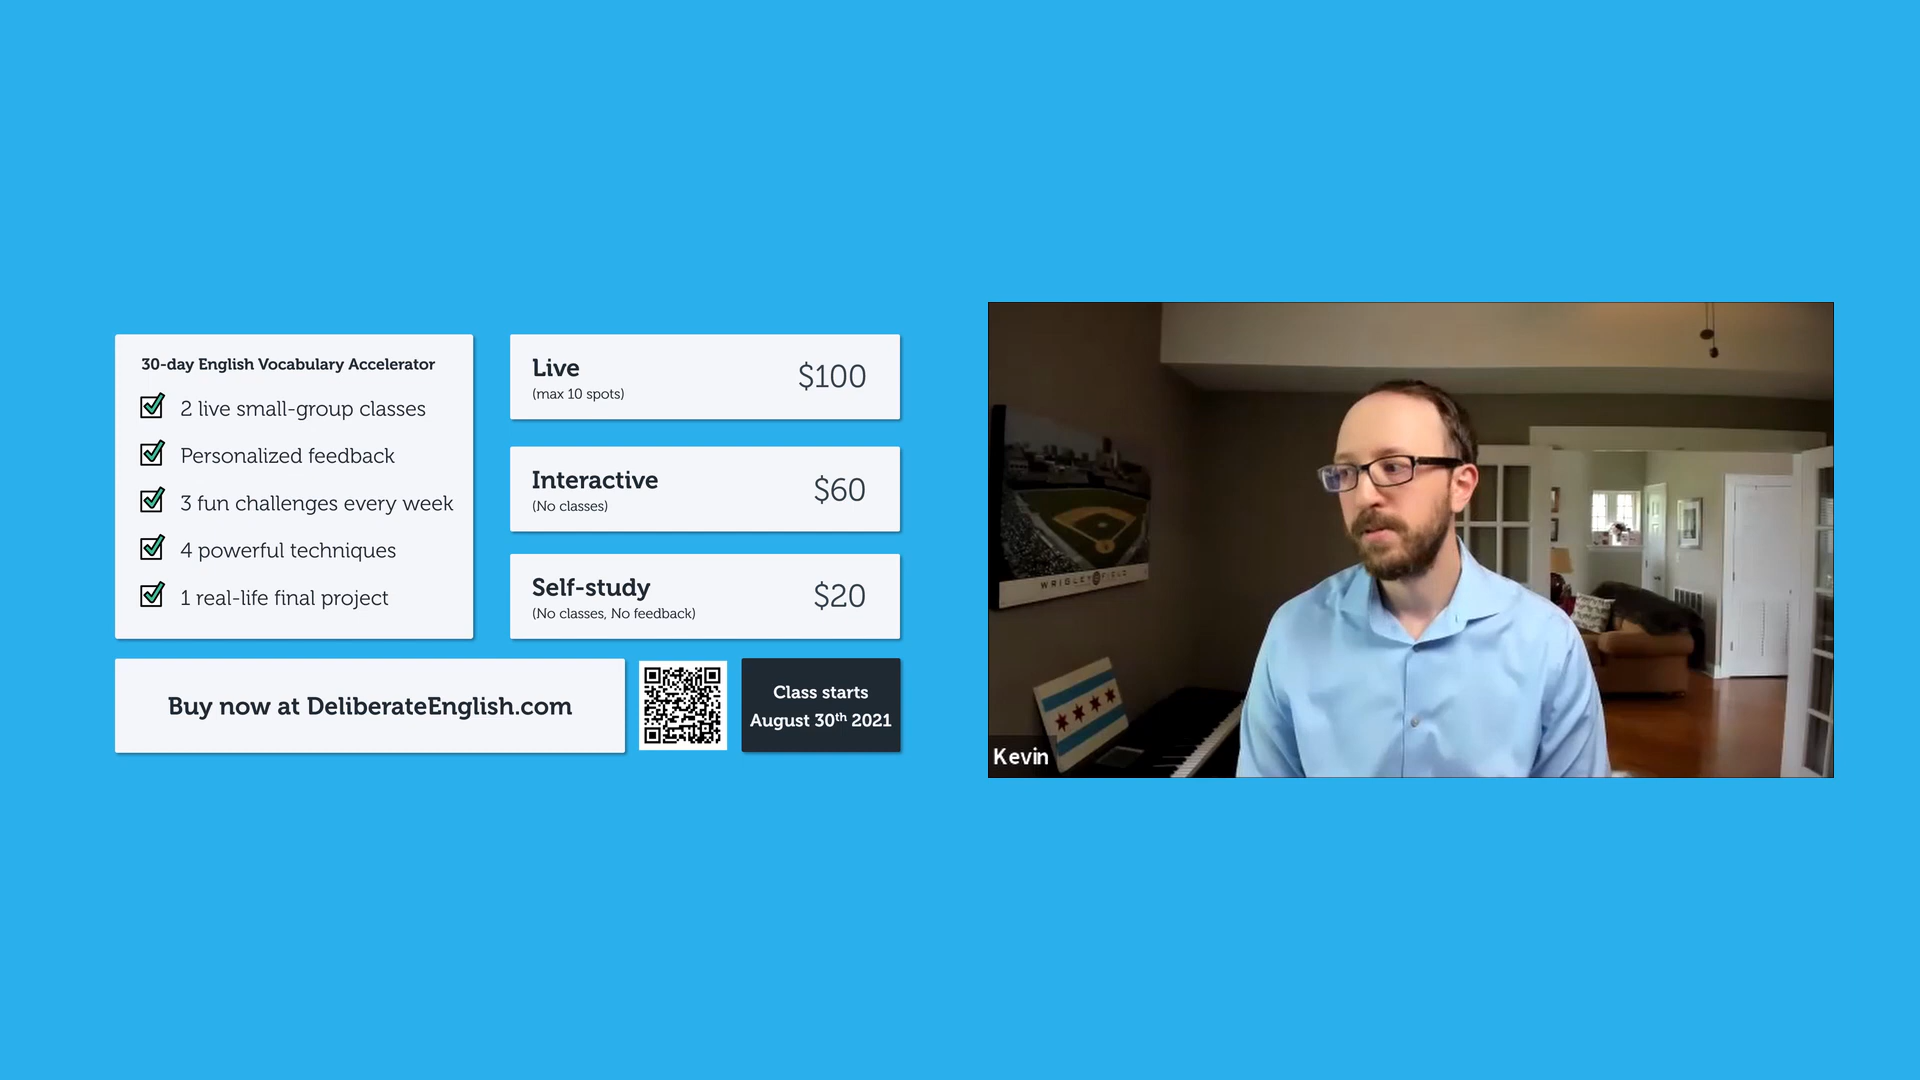 30-day English Vocabulary Accelerator
2 live small-group classes
Personalized feedback
3 fun challenges every week
4 powerful techniques
1 real-life final project
Live
(max 10 spots)
$100
Interactive
(No classes)
$60
Self-study
(No classes, No feedback)
$20
Buy now at DeliberateEnglish.com
Class starts
August 30th 2021
WRIGLEY FIELD
Kevin